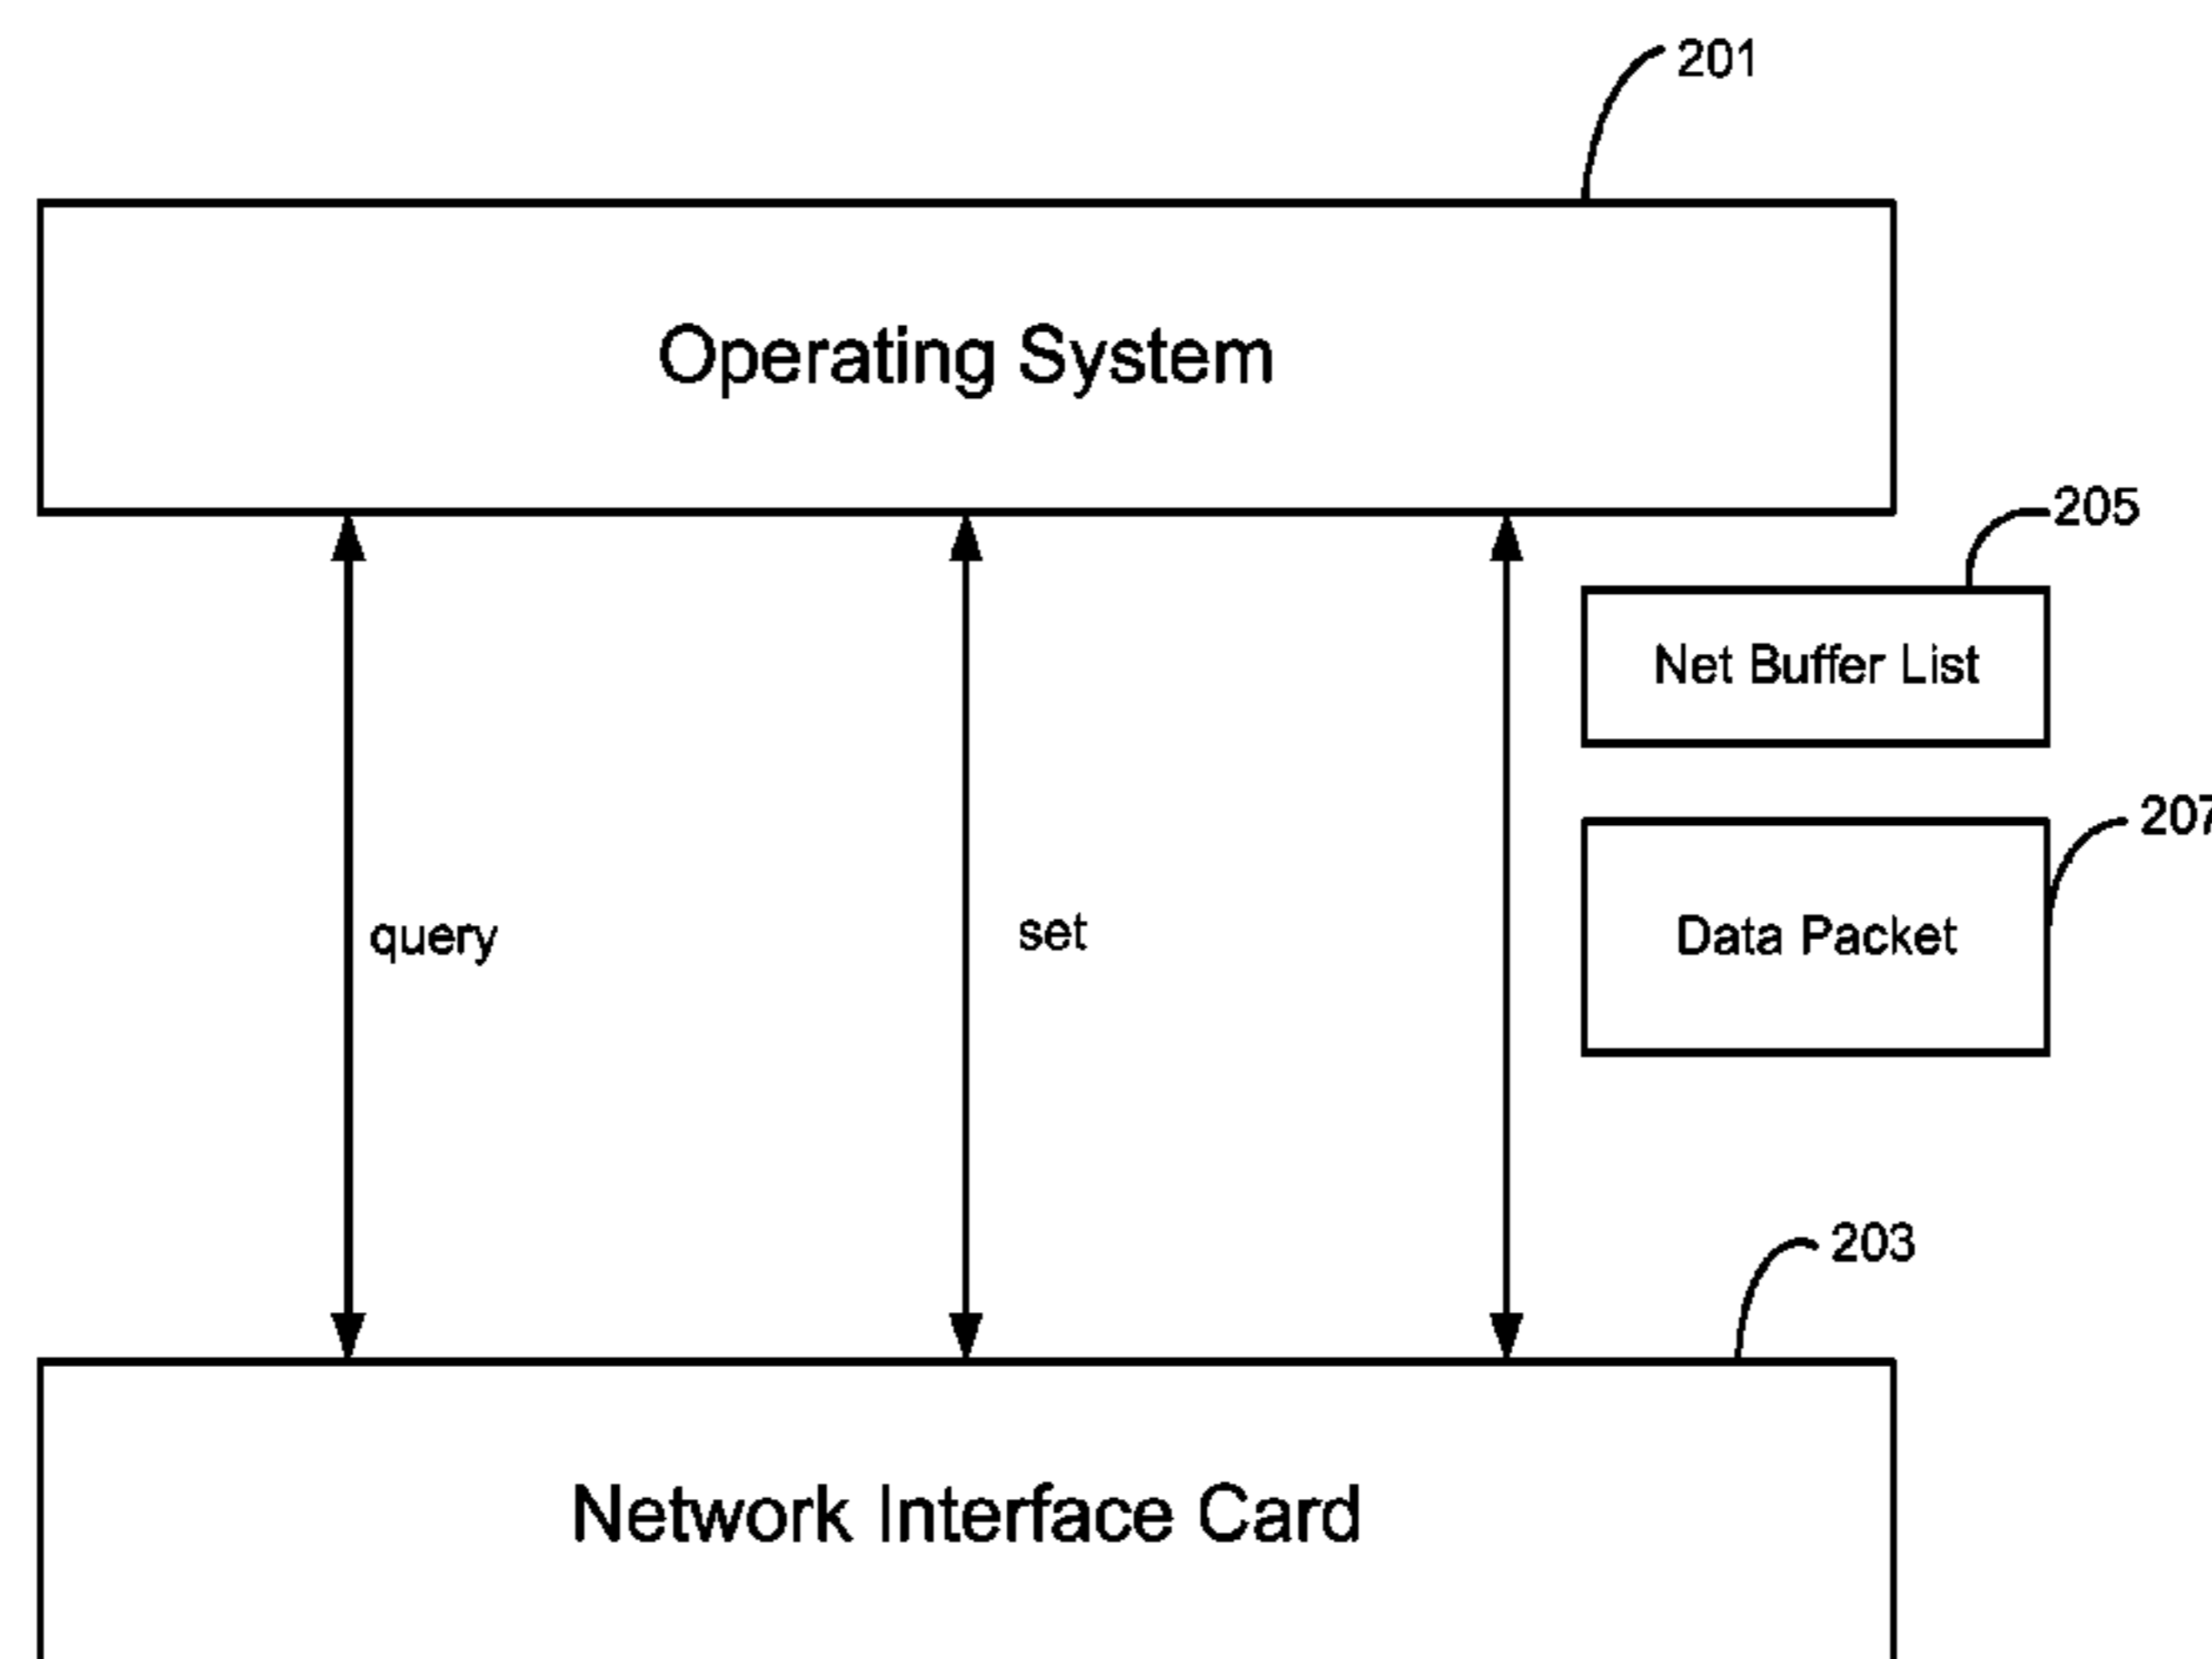 201
Operating System
205
Net Buffer List
207
Data Packet
query
set
203
Network Interface Card